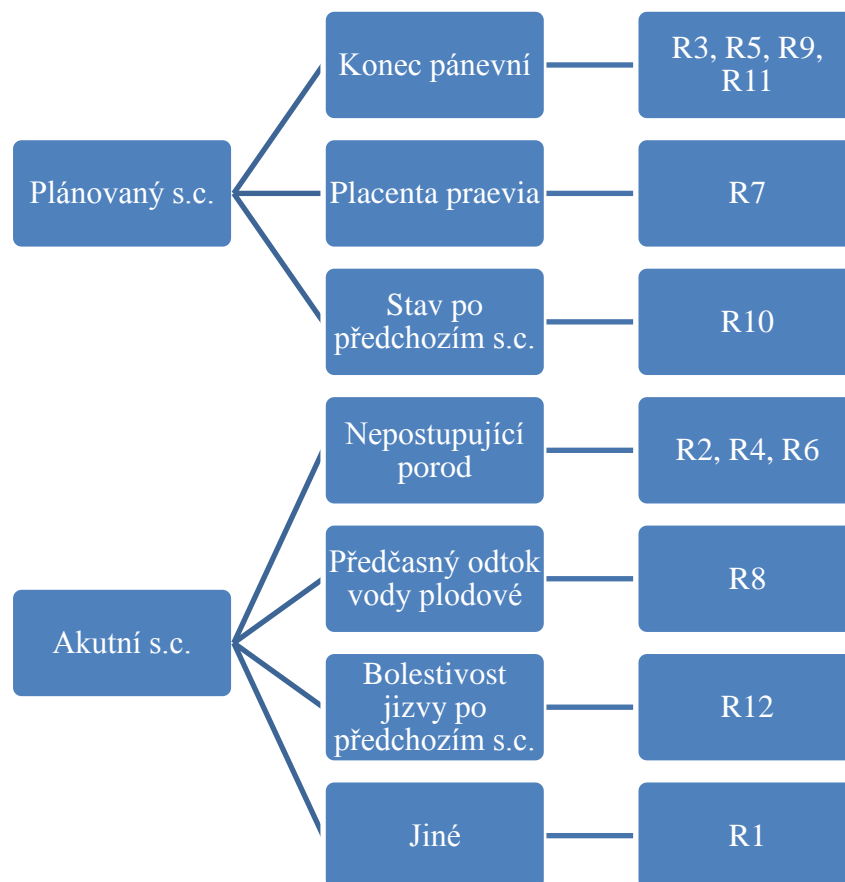 Plánovaný s.c.
Konec pánevní
R3, R5, R9,
R11
Placenta praevia
R7
Stav po
předchozím s.c.
R10
Akutní s.c.
Nepostupující
porod
R2, R4, R6
Předčasný odtok
vody plodové
R8
Bolestivost
jizvy po
předchozím s.c.
R12
Jiné
R1